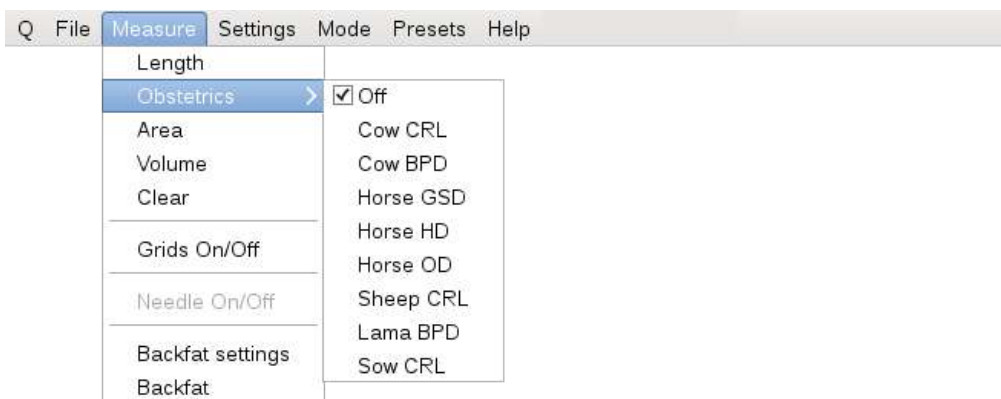 Q File Measure Settings Mode Presets Help
Length
Obstetrics
Area
Volume
Clear
Grids On/Off
Needle On/Off
Backfat settings
Backfat
Off
Cow CRL
Cow BPD
Horse GSD
Horse HD
Horse OD
Sheep CRL
Lama BPD
Sow CRL